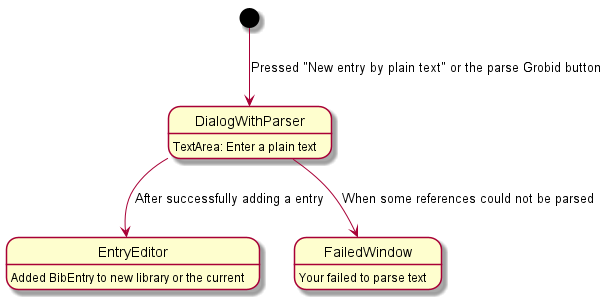 Pressed "New entry by plain text" or the parse Grobid button
DialogWithParser
TextArea: Enter a plain text
After successfully adding a entry
When some references could not be parsed
EntryEditor
Added BibEntry to new library or the current
FailedWindow
Your failed to parse text